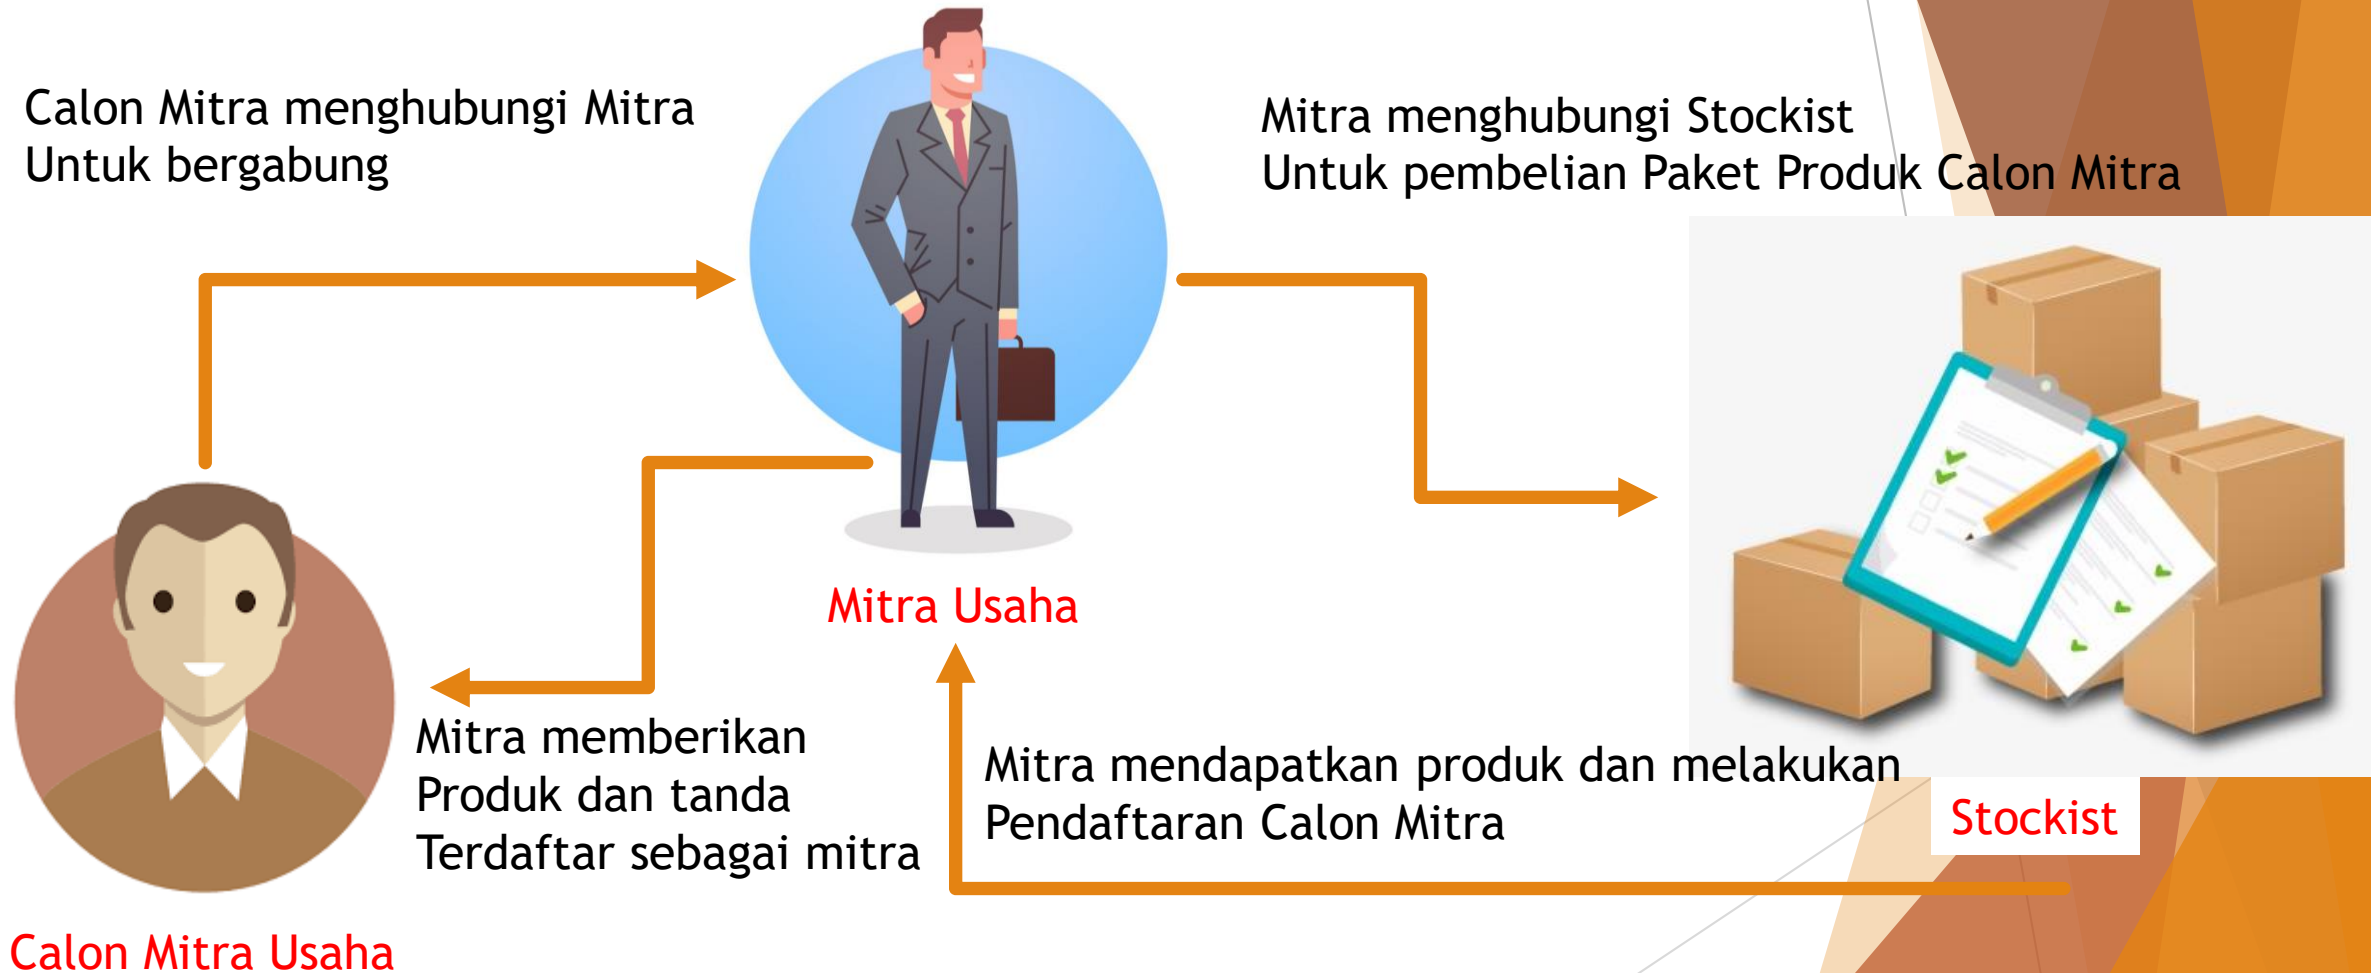 Calon Mitra menghubungi Mitra
Untuk bergabung
Mitra menghubungi Stockist
Untuk pembelian Paket Produk Calon Mitra
Mitra Usaha
Mitra memberikan
Produk dan tanda
Terdaftar sebagai mitra
Mitra mendapatkan produk dan melakukan
Pendaftaran Calon Mitra
Stockist
Calon Mitra Usaha